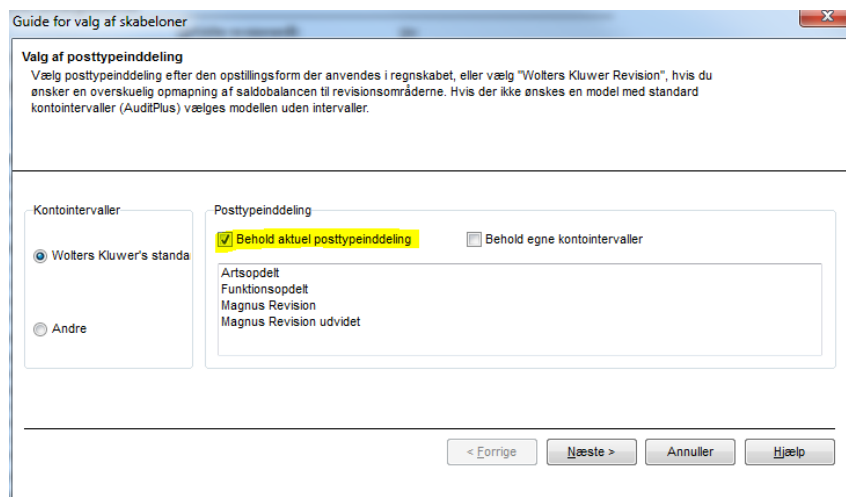 Guide for valg af skabeloner
Valg af posttypeinddeling
Vælg posttypeinddeling efter den opstillingsform der anvendes i regnskabet, eller vælg "Wolters Kluwer Revision", hvis du
ønsker en overskuelig opmapning af saldobalancen til revisionsområderne. Hvis der ikke ønskes en model med standard
kontointervaller (AuditPlus) vælges modellen uden intervaller.
Kontointervaller
Wolters Kluwer's standa
Andre
Posttypeinddeling
Behold aktuel posttypeinddeling
Behold egne kontointervaller
Artsopdelt
Funktionsopdelt
Magnus Revision
Magnus Revision udvidet
< Forrige
Næste >
Annuller
Hjælp